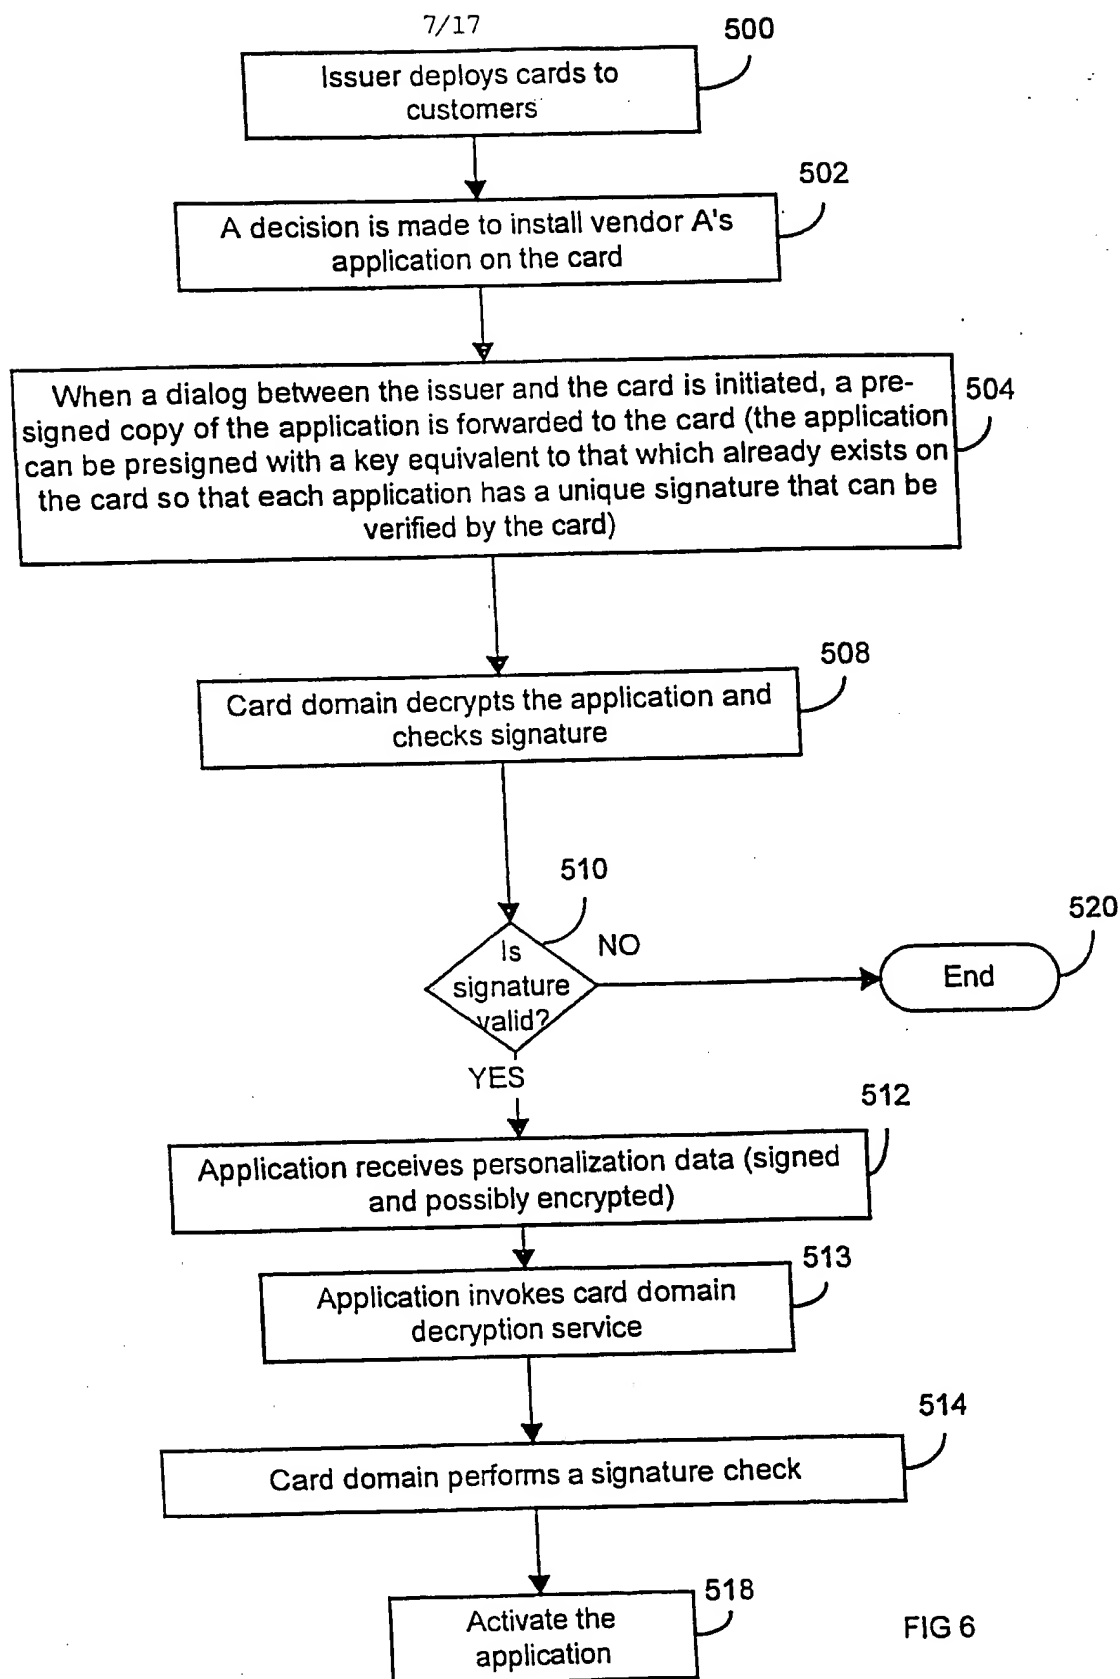 7/17
500
Issuer deploys cards to
customers
502
A decision is made to install vendor A's
application on the card
504
When a dialog between the issuer and the card is initiated, a pre-
signed copy of the application is forwarded to the card (the application
can be presigned with a key equivalent to that which already exists on
the card so that each application has a unique signature that can be
verified by the card)
508
Card domain decrypts the application and
checks signature
510
Is
signature
valid?
NO
520
End
YES
512
Application receives personalization data (signed
and possibly encrypted)
513
Application invokes card domain
decryption service
514
Card domain performs a signature check
518
Activate the
application
FIG 6